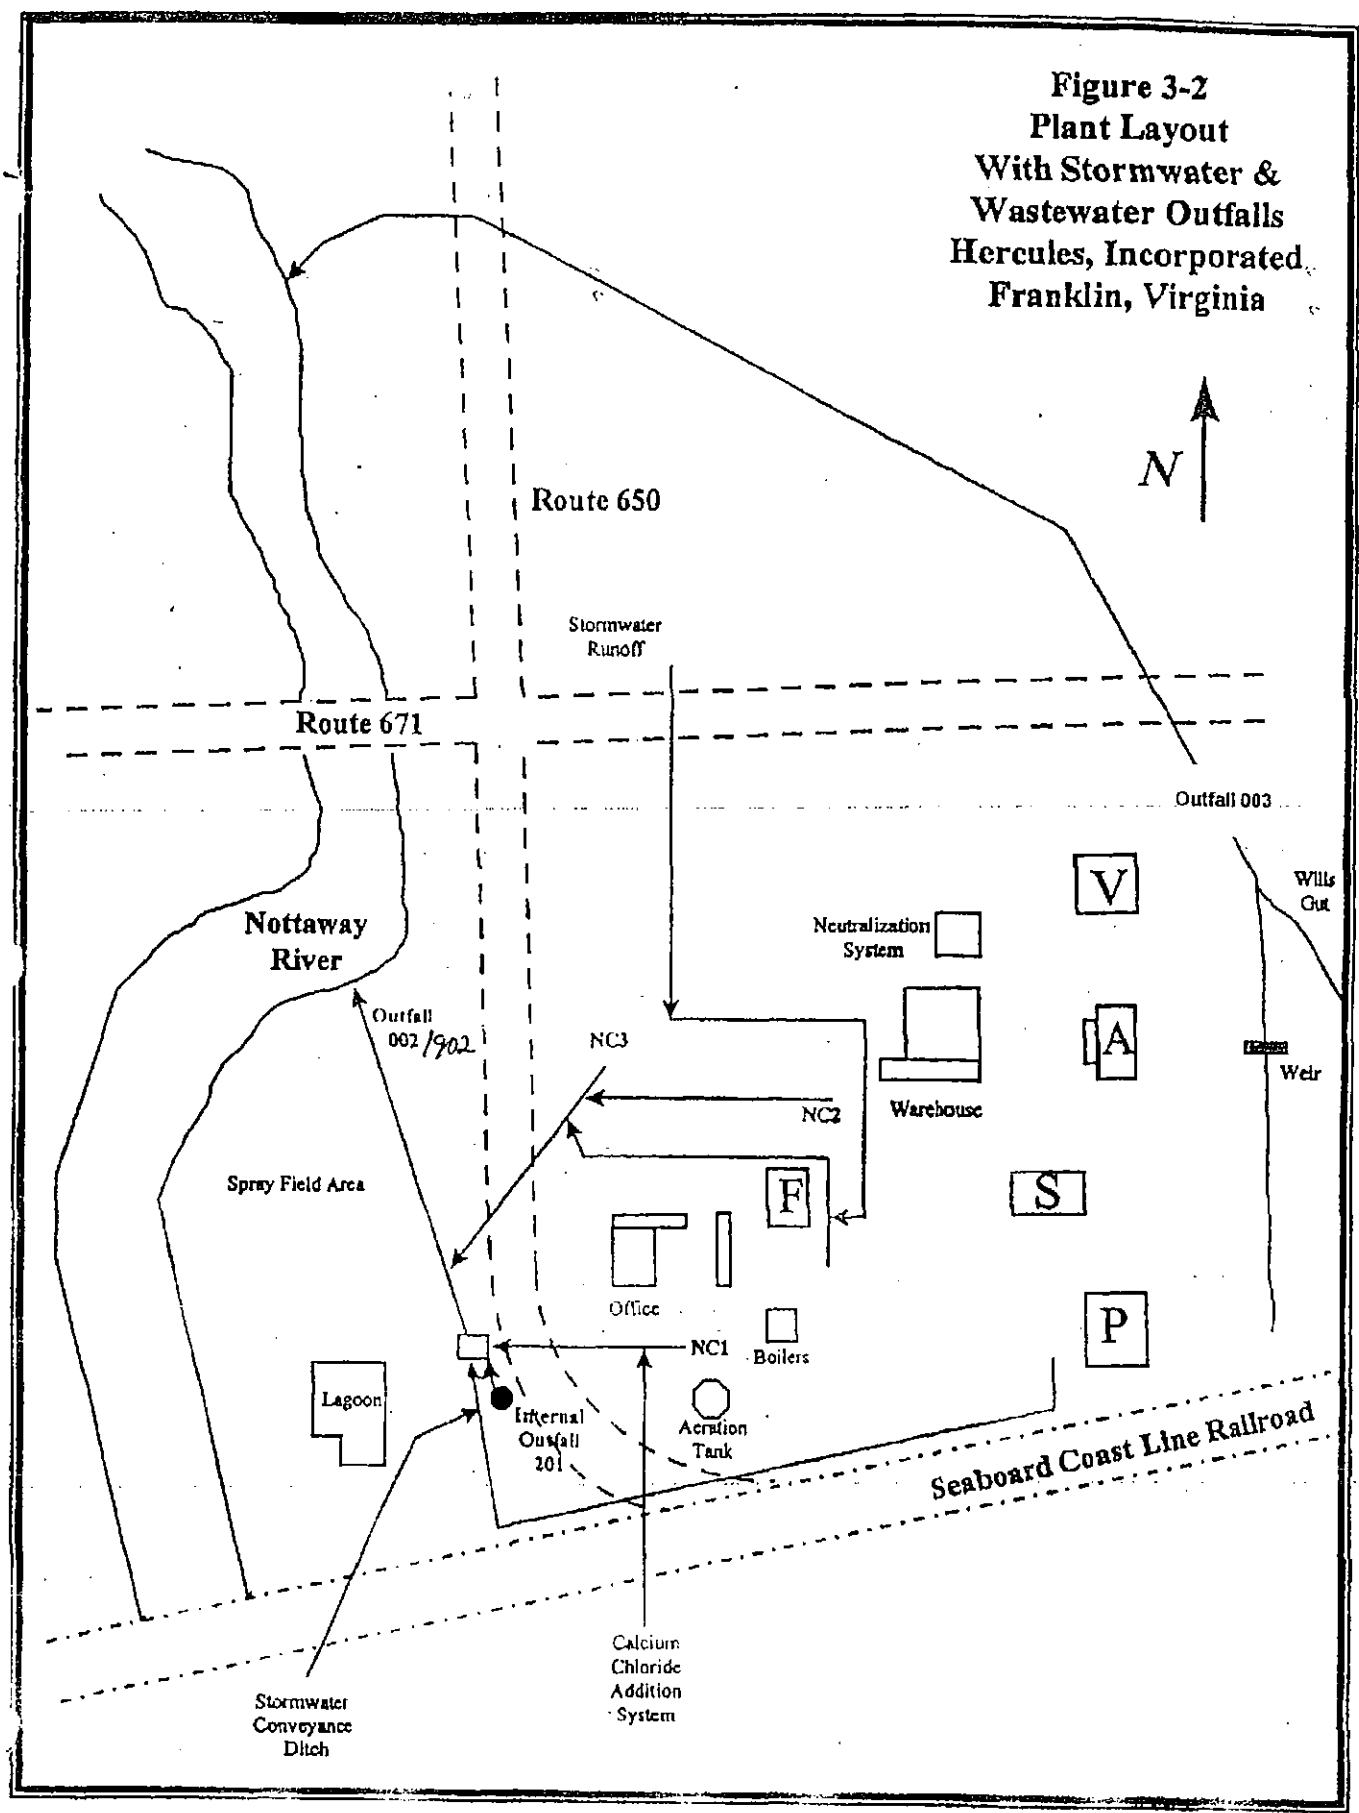 Figure 3-2
Plant Layout
With Stormwater &
Wastewater Outfalls
Hercules, Incorporated
Franklin, Virginia
N
Route 650
Stormwater
Runoff
Route 671
Outfall 003
V
Wills
Gut
Neutralization
System
Nottaway
River
Outfall
002/902
NC3
A
Weir
NC2
Warehouse
Spray Field Area
F
S
Office
P
NC1
Boilers
Lagoon
Internal
Outfall
201
Aeration
Tank
Seaboard Coast Line Railroad
Calcium
Chloride
Addition
System
Stormwater
Conveyance
Ditch